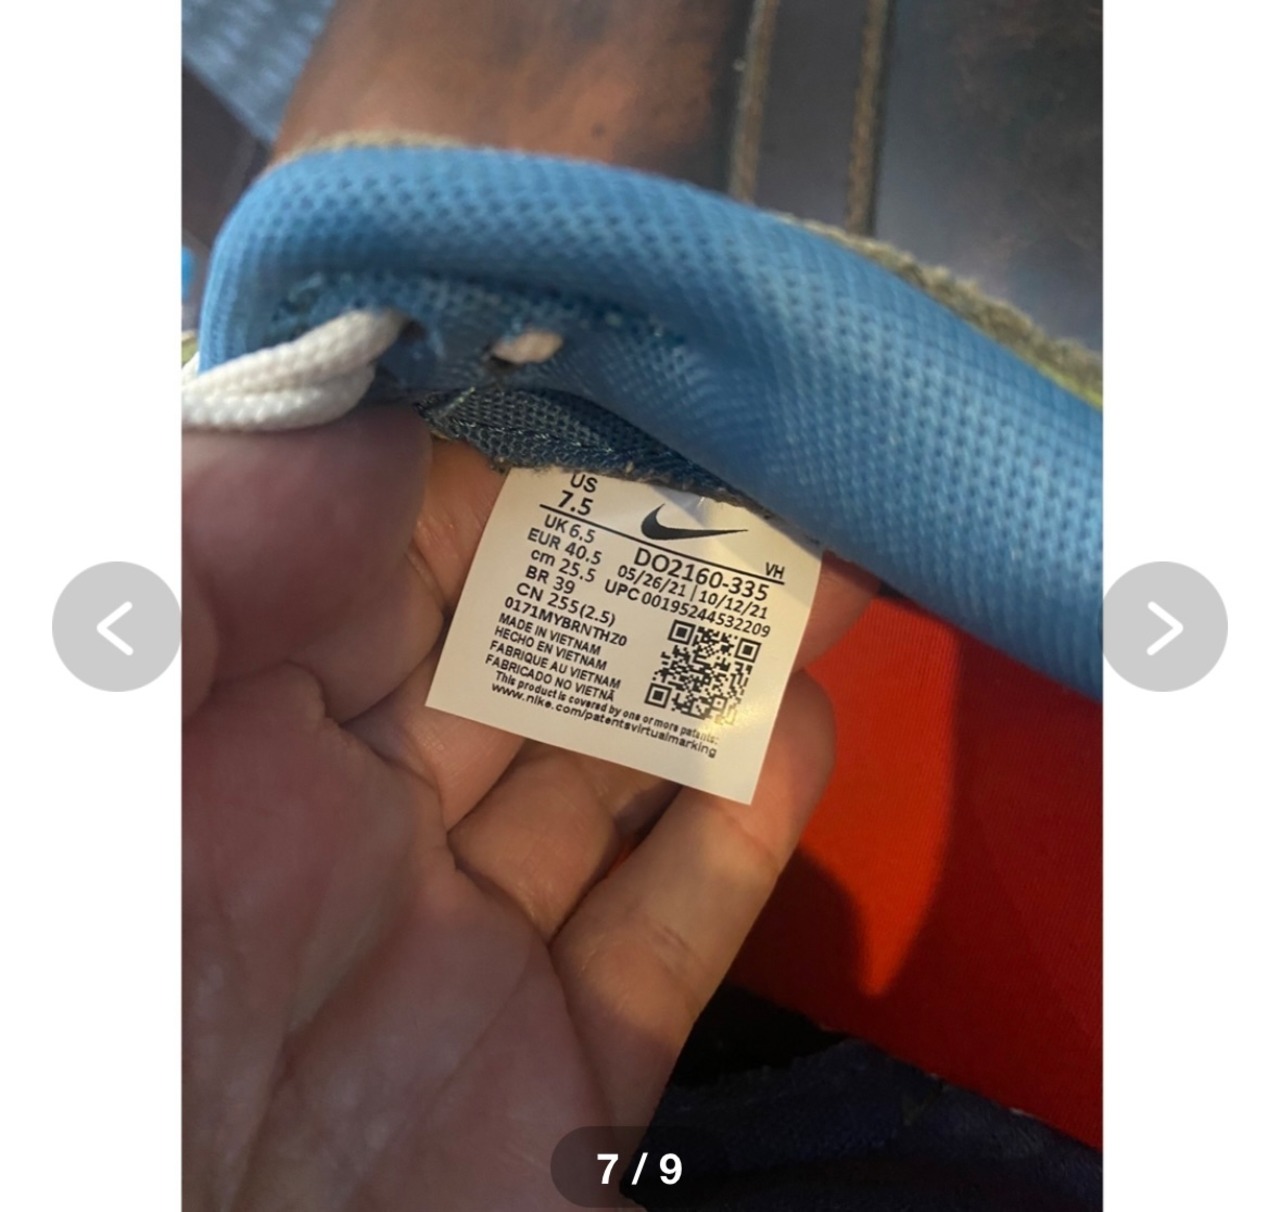 US
7.5
UK 6.5
EUR 40.5
cm 25.5
BR 39
CN 255(2.5)
0171MYBRNTHZ0
MADE IN VIETNAM
HECHO EN VIETNAM
FABRIQUE AU VIETNAM
FABRICADO NO VIETNÃ
This product is covered by one or more patents:
www.nike.com/patentsvirtualmarking
VH
DO2160-335
05/26/21|10/12/21
UPC 00195244532209
7 / 9